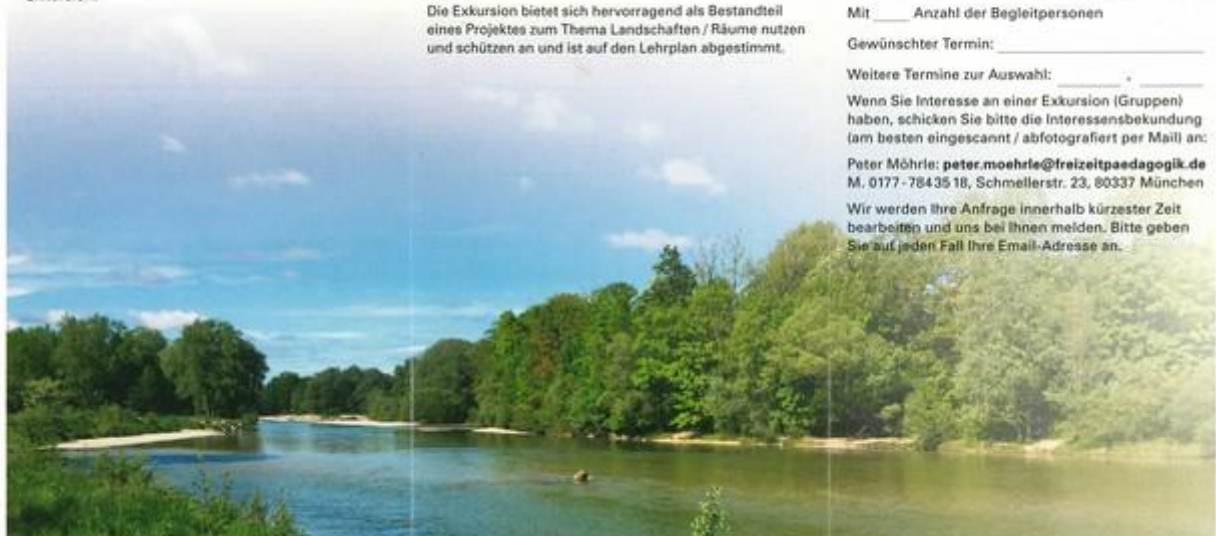 Die Exkursion bietet sich hervorragend als Bestandteil
eines Projektes zum Thema Landschaften / Räume nutzen
und schützen an und ist auf den Lehrplan abgestimmt.
Mit ____ Anzahl der Begleitpersonen
Gewünschter Termin: ____
Weitere Termine zur Auswahl: ____ , ____
Wenn Sie Interesse an einer Exkursion (Gruppen)
haben, schicken Sie bitte die Interessensbekundung
(am besten eingescannt / abfotografiert per Mail) an:
Peter Möhrle: peter.moehrle@freizeitpaedagogik.de
M. 0177-784 35 18, Schmellerstr. 23, 80337 München
Wir werden Ihre Anfrage innerhalb kürzester Zeit
bearbeiten und uns bei Ihnen melden. Bitte geben
Sie auf jeden Fall Ihre Email-Adresse an.